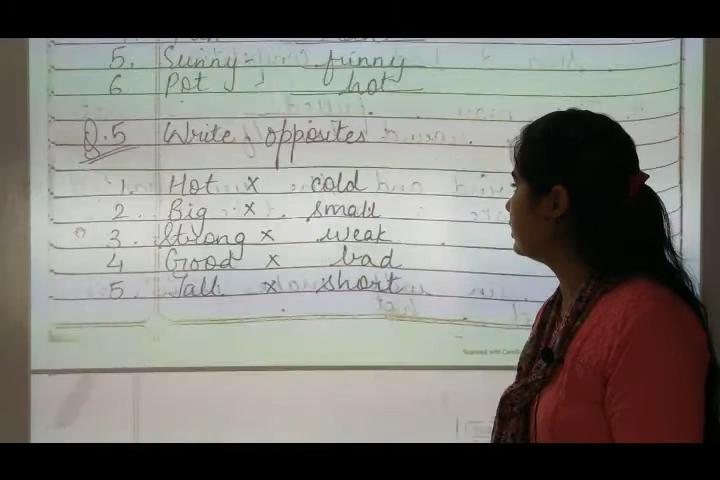 5. Sunny - funny
6 Pot hot
Q.5 Write opposites
1. Hot x cold
2. Big x small
3. Strong x weak
4 Good x bad
5. Tall x short